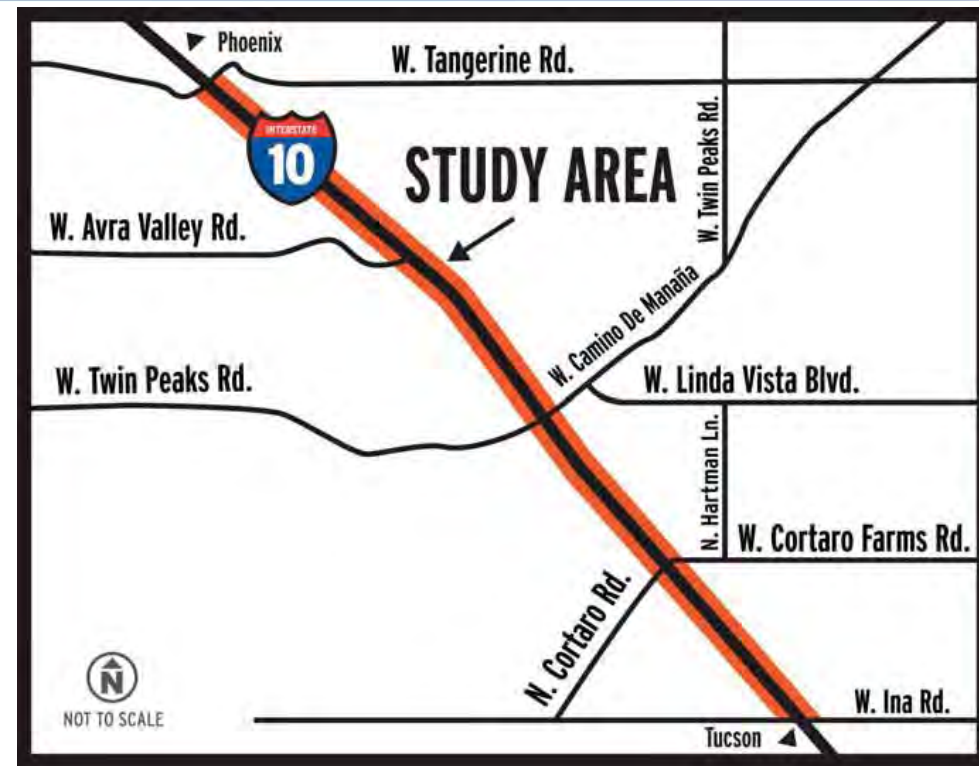 Phoenix
W. Tangerine Rd.
INTERSTATE
10
STUDY AREA
W. Twin Peaks Rd.
W. Avra Valley Rd.
W. Camino De Manaña
W. Twin Peaks Rd.
W. Linda Vista Blvd.
N. Hartman Ln.
W. Cortaro Farms Rd.
N. Cortaro Rd.
N
NOT TO SCALE
W. Ina Rd.
Tucson